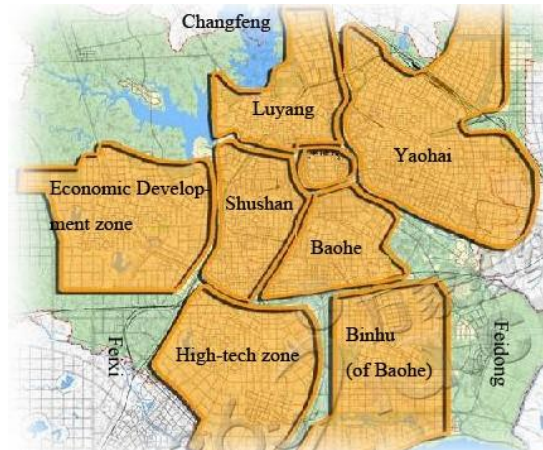 Changfeng
Luyang
Yaohai
Economic Develop-
ment zone
Shushan
Baohe
Feixi
High-tech zone
Binhu
(of Baohe)
Feidong